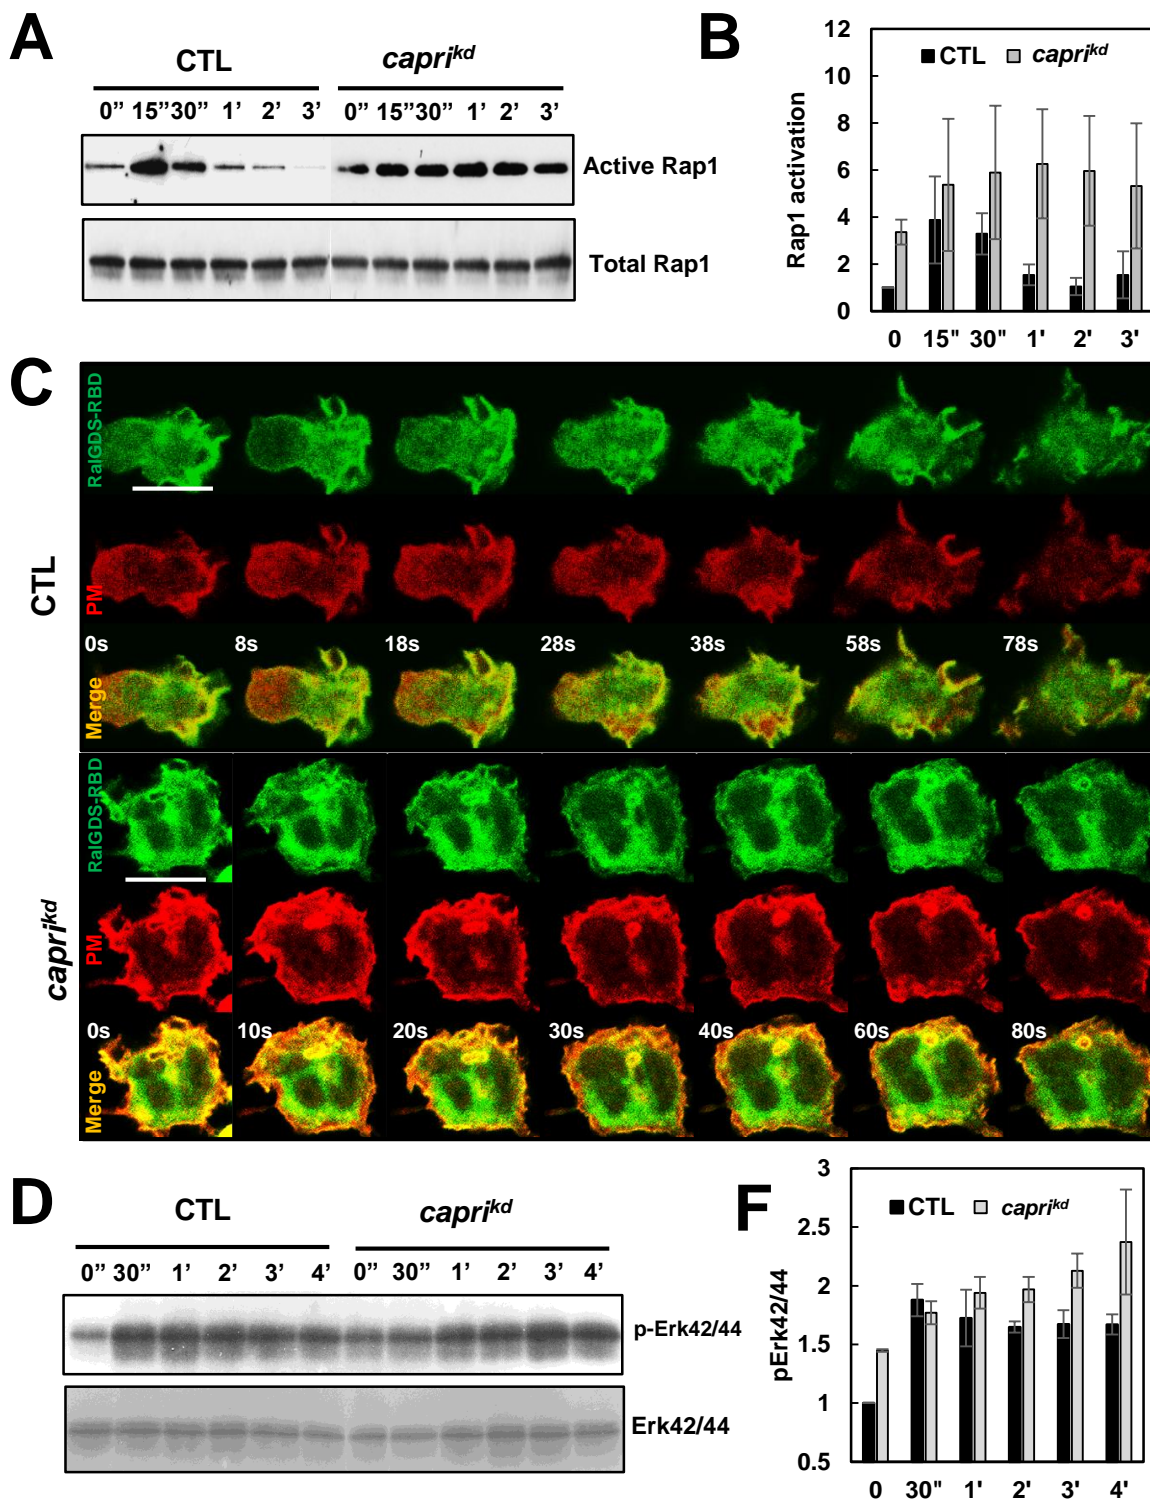 A
CTL capri^kd
0” 15” 30” 1’ 2’ 3’ 0” 15” 30” 1’ 2’ 3’
Active Rap1
Total Rap1
B
12
10
8
6
4
2
0
Rap1 activation
CTL capri^kd
0 15" 30" 1' 2' 3'
C
CTL
RalGDS-RBD
PM
Merge
0s 8s 18s 28s 38s 58s 78s
capri^kd
RalGDS-RBD
PM
Merge
0s 10s 20s 30s 40s 60s 80s
D
CTL capri^kd
0” 30” 1’ 2’ 3’ 4’ 0” 30” 1’ 2’ 3’ 4’
p-Erk42/44
Erk42/44
F
3
2.5
2
1.5
1
0.5
pErk42/44
CTL capri^kd
0 30" 1' 2' 3' 4'